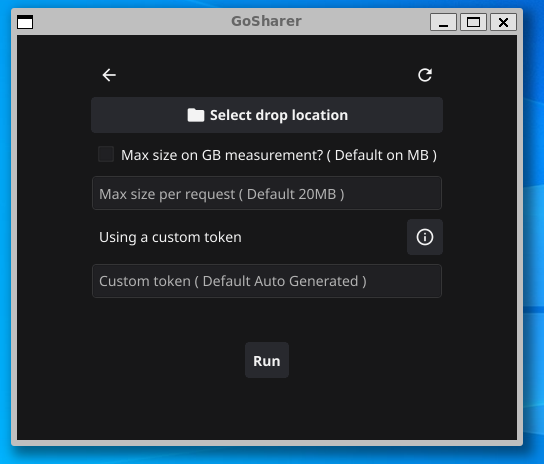 GoSharer
Select drop location
Max size on GB measurement? ( Default on MB )
Max size per request ( Default 20MB )
Using a custom token
Custom token ( Default Auto Generated )
Run